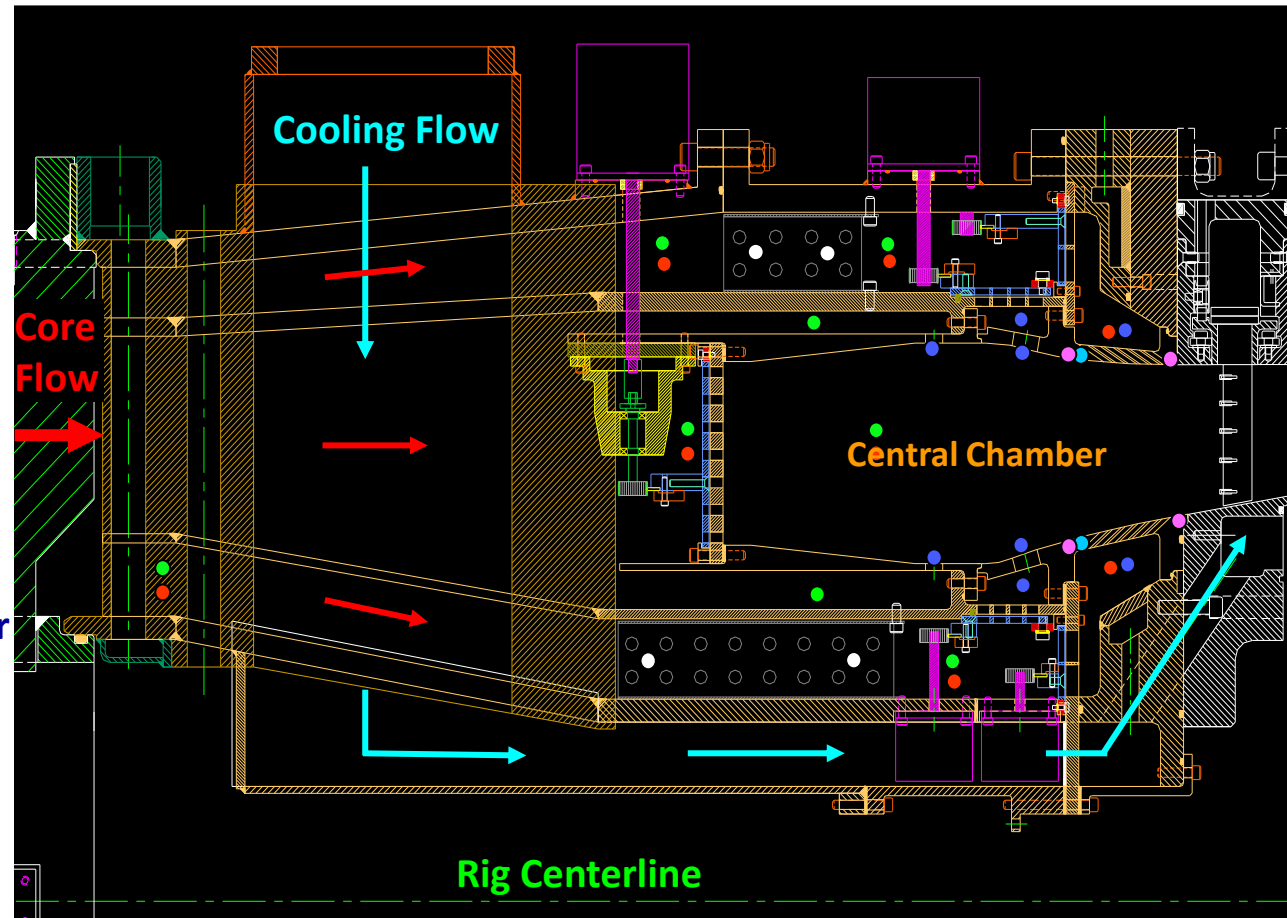 Cooling Flow
Core
Flow
Central Chamber
r
Rig Centerline